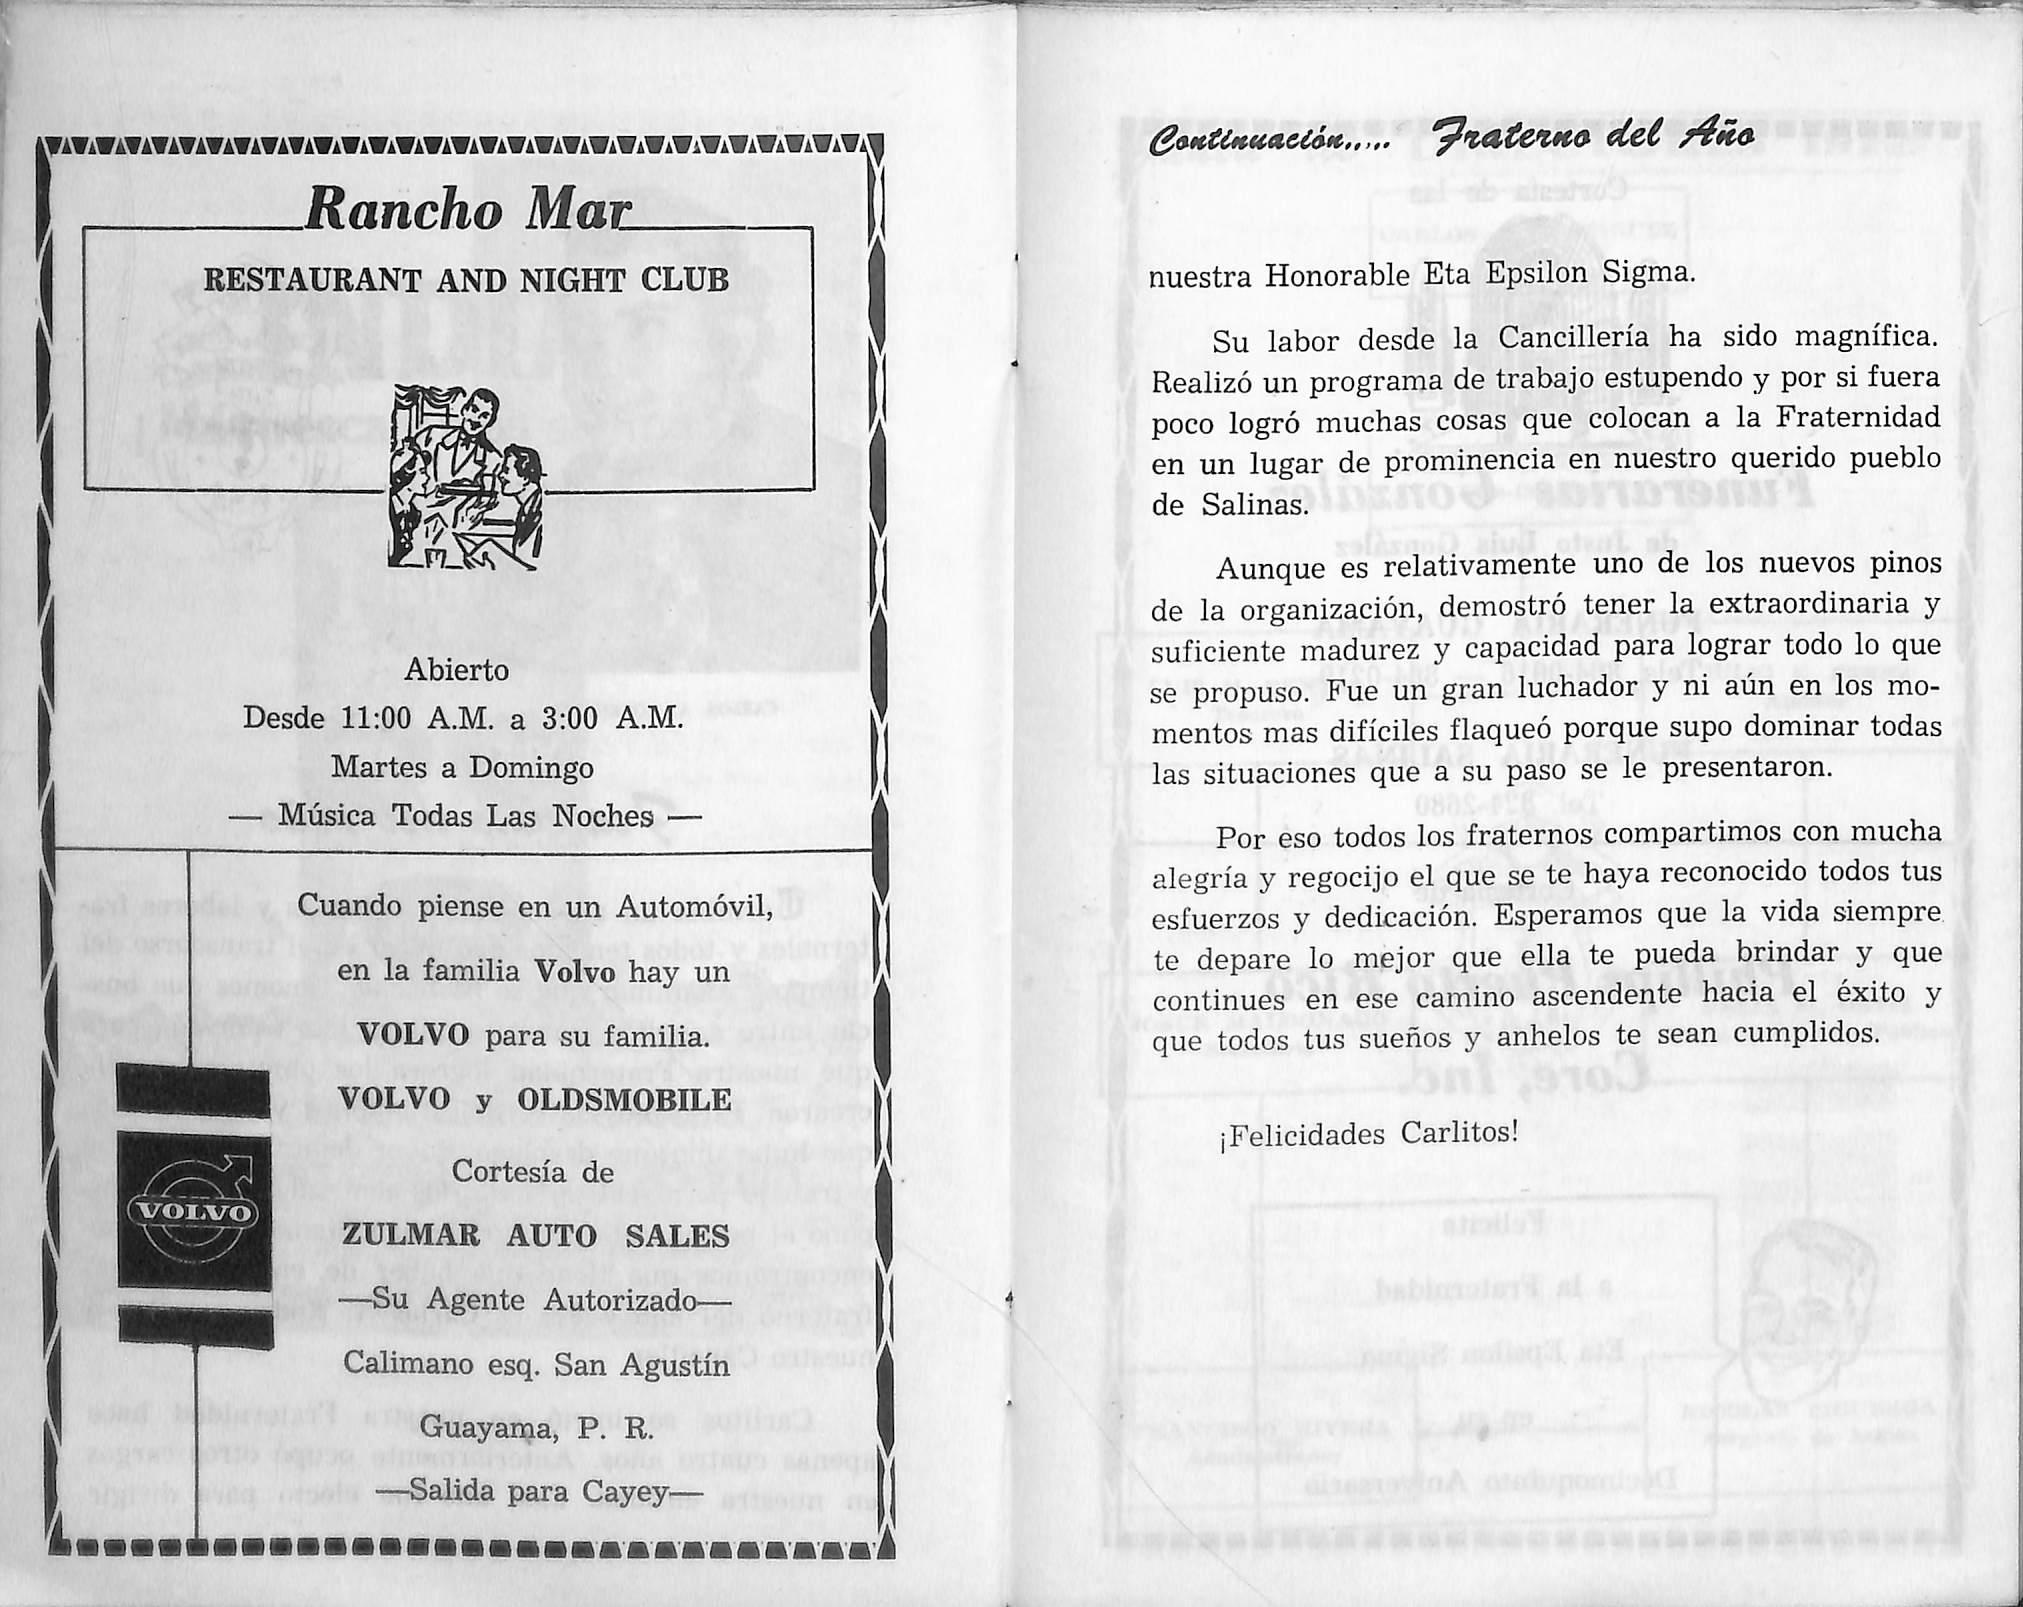 Rancho Mar
RESTAURANT AND NIGHT CLUB
Abierto
Desde 11:00 A.M. a 3:00 A.M.
Martes a Domingo
— Música Todas Las Noches —
Cuando piense en un Automóvil,
en la familia Volvo hay un
VOLVO para su familia.
VOLVO y OLDSMOBILE
Cortesía de
VOLVO
ZULMAR AUTO SALES
—Su Agente Autorizado—
Calimano esq. San Agustín
Guayama, P. R.
—Salida para Cayey—
Continuación..... Fraterno del Año
nuestra Honorable Eta Epsilon Sigma.
Su labor desde la Cancillería ha sido magnífica.
Realizó un programa de trabajo estupendo y por si fuera
poco logró muchas cosas que colocan a la Fraternidad
en un lugar de prominencia en nuestro querido pueblo
de Salinas.
Aunque es relativamente uno de los nuevos pinos
de la organización, demostró tener la extraordinaria y
suficiente madurez y capacidad para lograr todo lo que
se propuso. Fue un gran luchador y ni aún en los mo-
mentos mas difíciles flaqueó porque supo dominar todas
las situaciones que a su paso se le presentaron.
Por eso todos los fraternos compartimos con mucha
alegría y regocijo el que se te haya reconocido todos tus
esfuerzos y dedicación. Esperamos que la vida siempre
te depare lo mejor que ella te pueda brindar y que
continues en ese camino ascendente hacia el éxito y
que todos tus sueños y anhelos te sean cumplidos.
¡Felicidades Carlitos!